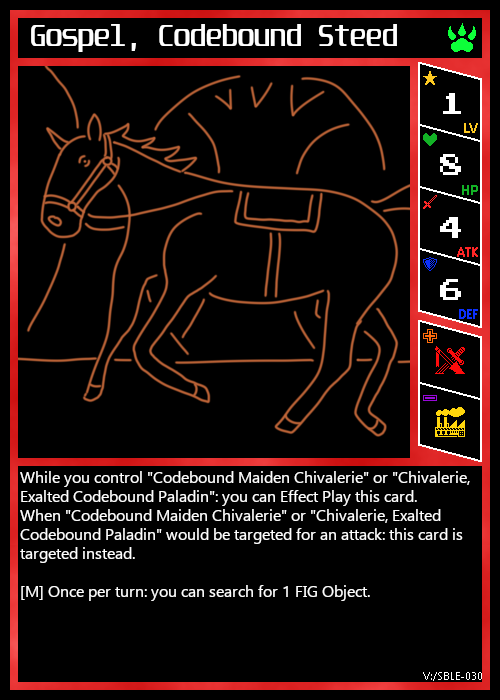 Gospel, Codebound Steed
1
LV
8
HP
4
ATK
6
DEF
While you control "Codebound Maiden Chivalerie" or "Chivalerie,
Exalted Codebound Paladin": you can Effect Play this card.
When "Codebound Maiden Chivalerie" or "Chivalerie, Exalted
Codebound Paladin" would be targeted for an attack: this card is
targeted instead.
[M] Once per turn: you can search for 1 FIG Object.
V:/SBLE-030